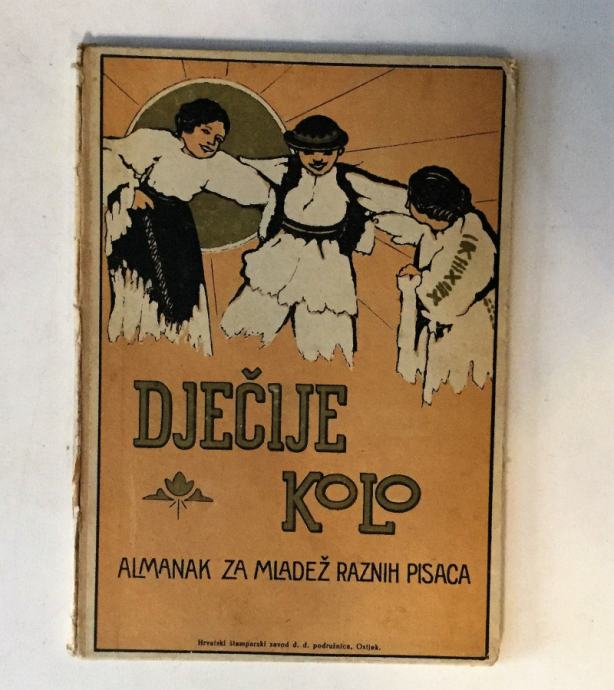 DJEČIJE
KOLO
ALMANAK ZA MLADEŽ RAZNIH PISACA
Hrvatski štamparski zavod d. d. podružnica, Osijek.